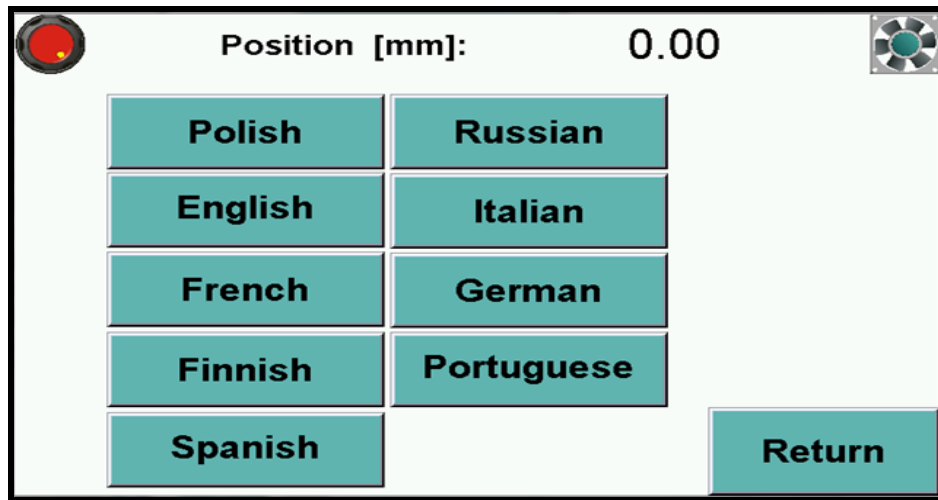 Position [mm]: 0.00
Polish Russian
English Italian
French German
Finnish Portuguese
Spanish
Return